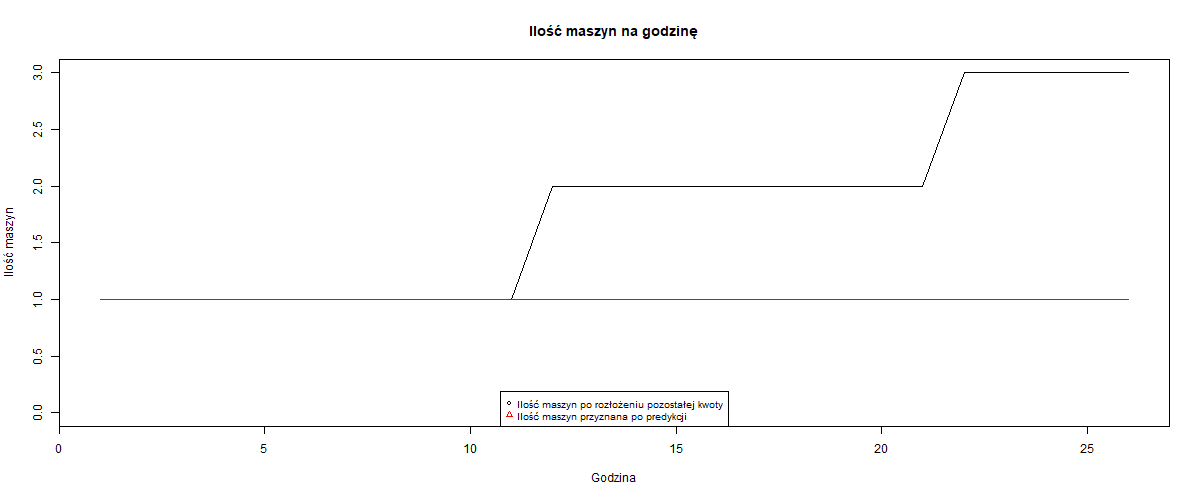 Ilość maszyn na godzinę
Ilość maszyn
3.0
2.5
2.0
1.5
1.0
0.5
0.0
Ilość maszyn po rozłożeniu pozostałej kwoty
Ilość maszyn przyznana po predykcji
0 5 10 15 20 25
Godzina